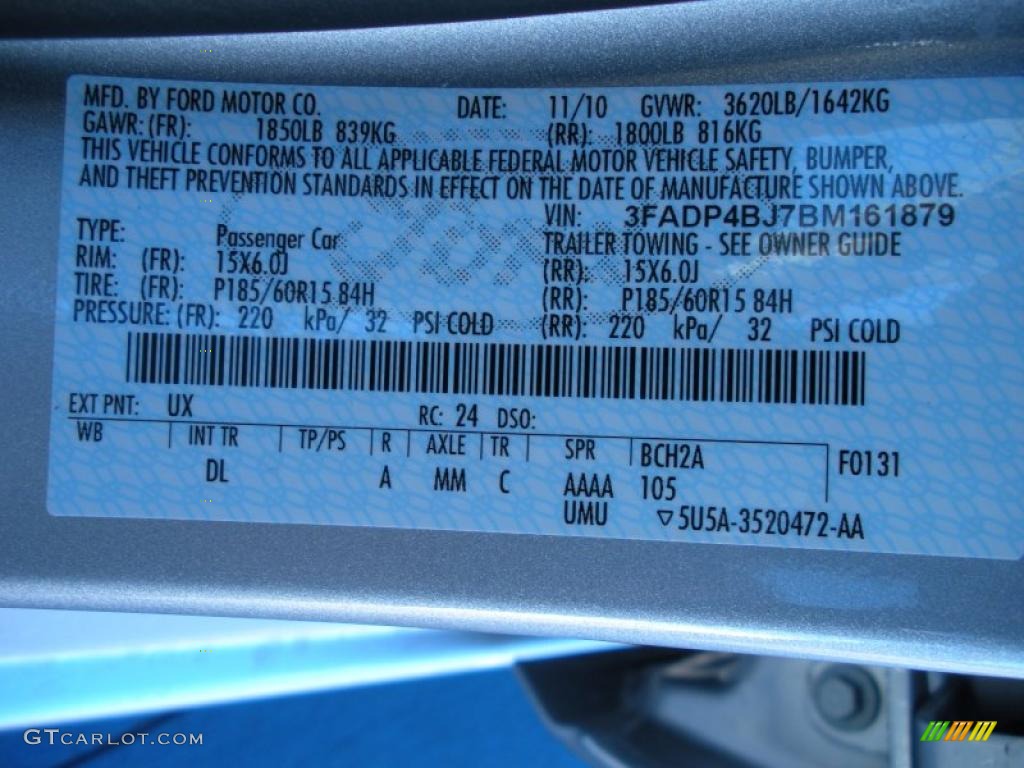 MFD. BY FORD MOTOR CO. DATE: 11/10 GVWR: 3620LB/1642KG
GAWR: (FR): 1850LB 839KG (RR): 1800LB 816KG
THIS VEHICLE CONFORMS TO ALL APPLICABLE FEDERAL MOTOR VEHICLE SAFETY, BUMPER,
AND THEFT PREVENTION STANDARDS IN EFFECT ON THE DATE OF MANUFACTURE SHOWN ABOVE.
VIN: 3FADP4BJ7BM161879
TYPE: Passenger Car TRAILER TOWING - SEE OWNER GUIDE
RIM: (FR): 15X6.0J (RR): 15X6.0J
TIRE: (FR): P185/60R15 84H (RR): P185/60R15 84H
PRESSURE: (FR): 220 kPa/ 32 PSI COLD (RR): 220 kPa/ 32 PSI COLD
EXT PNT: UX RC: 24 DSO:
WB INT TR TP/PS R AXLE TR SPR BCH2A F0131
DL A MM C AAAA 105
UMU ▽5U5A-3520472-AA
GTCARLOT.COM